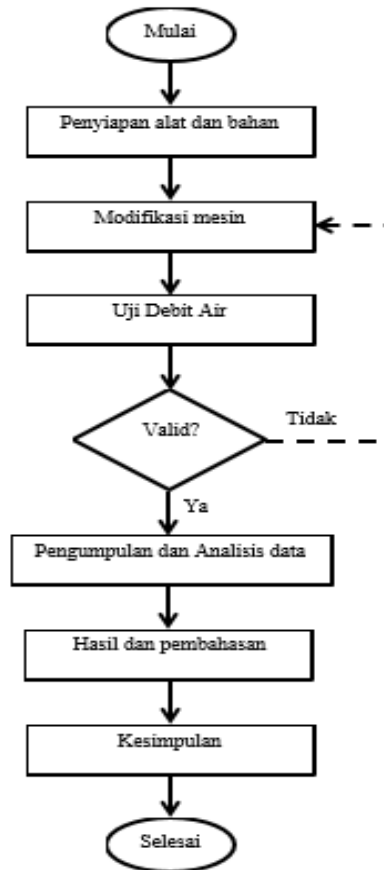 Mulai
Penyiapan alat dan bahan
Modifikasi mesin
Uji Debit Air
Valid?
Tidak
Ya
Pengumpulan dan Analisis data
Hasil dan pembahasan
Kesimpulan
Selesai